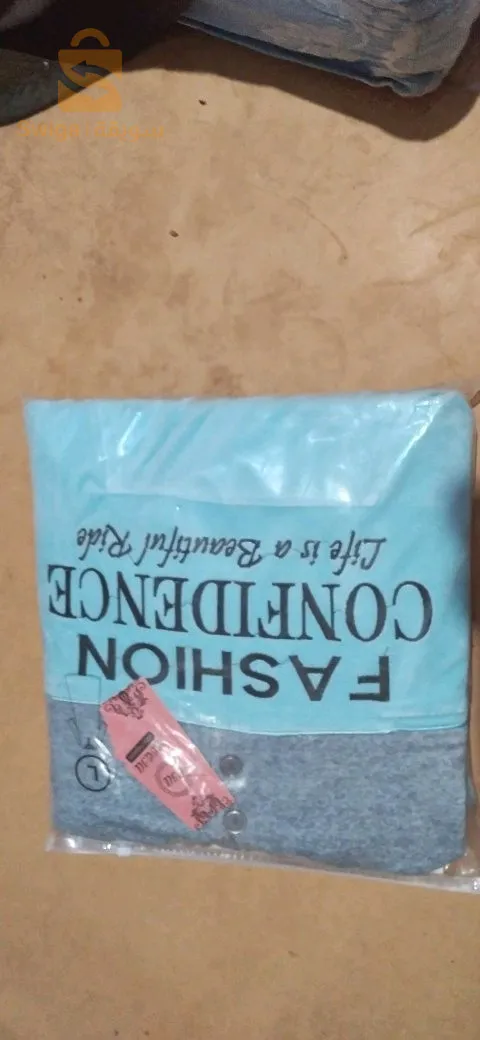 FASHION
CONFIDENCE
Life is a Beautiful Ride
L